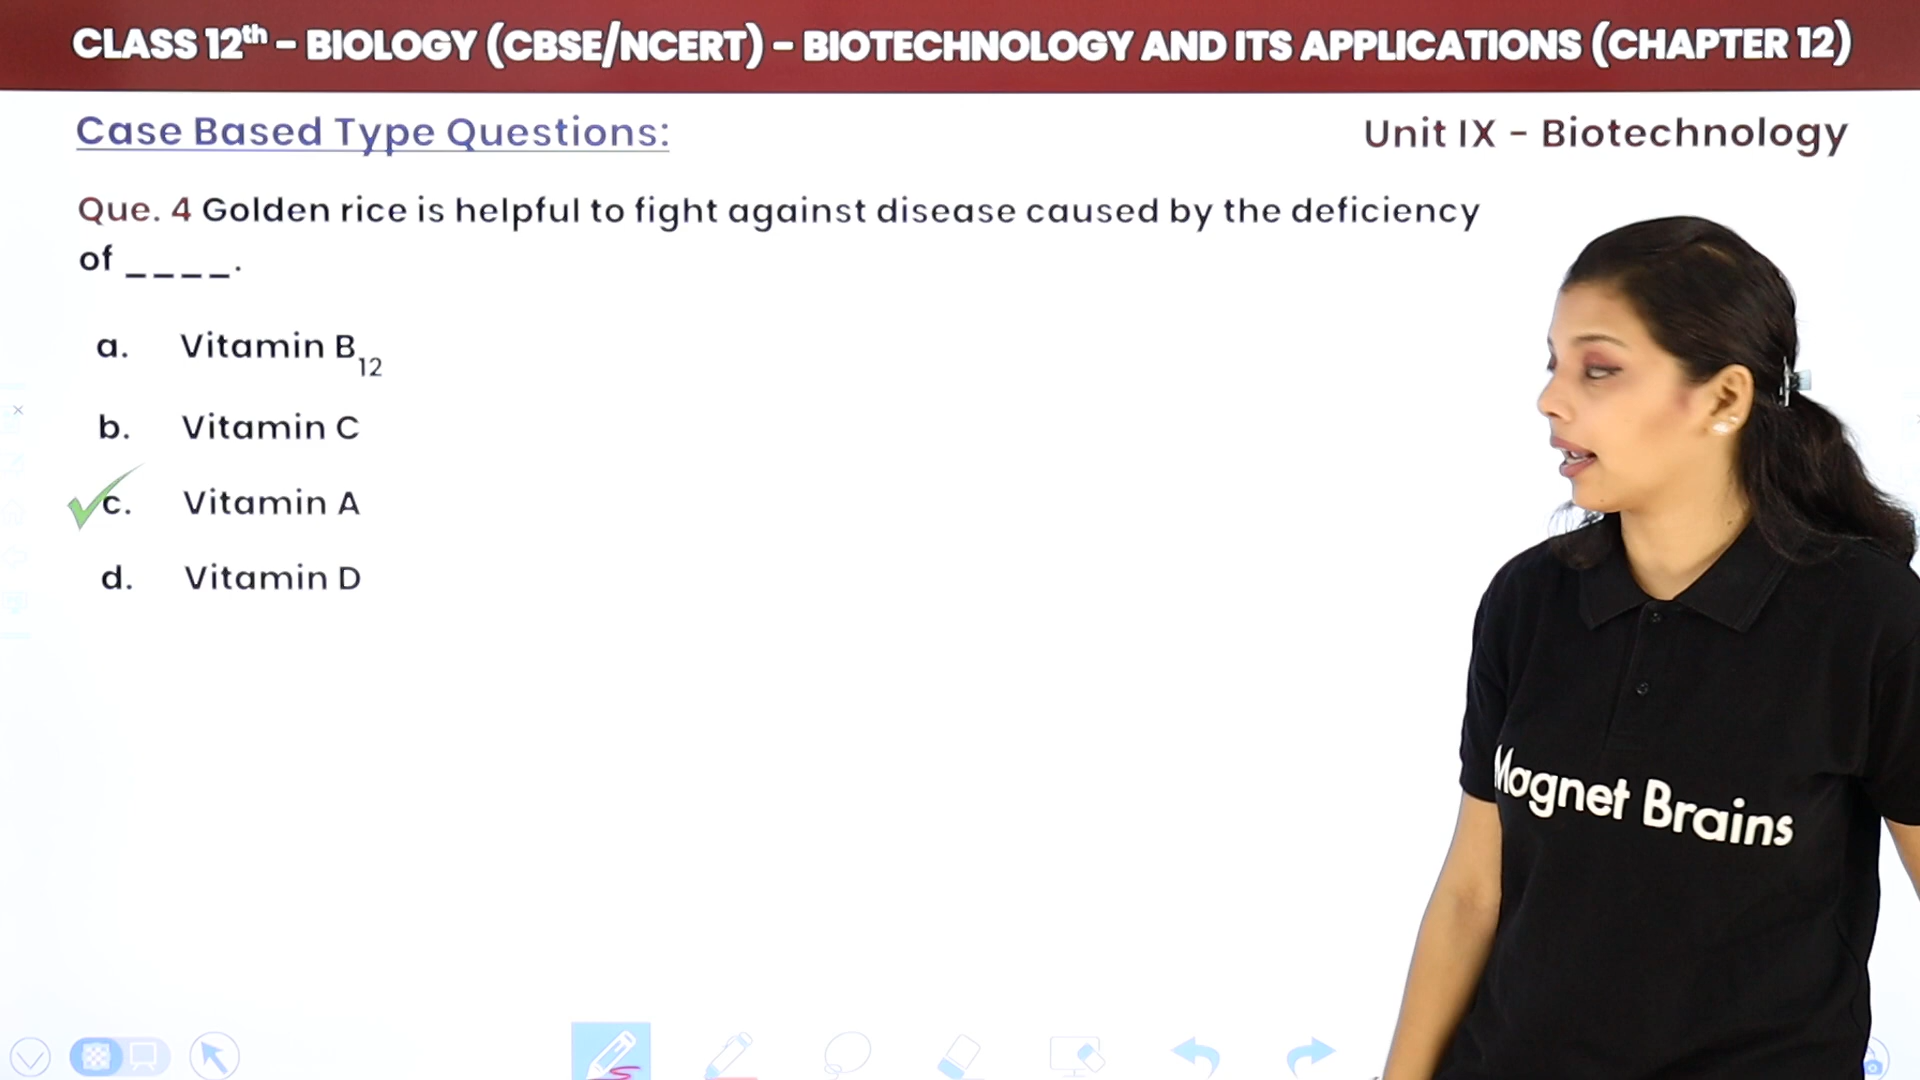 CLASS 12th - BIOLOGY (CBSE/NCERT) - BIOTECHNOLOGY AND ITS APPLICATIONS (CHAPTER 12)
Case Based Type Questions:
Unit IX - Biotechnology
Que. 4 Golden rice is helpful to fight against disease caused by the deficiency
of ____.
a. Vitamin B12
b. Vitamin C
c. Vitamin A
d. Vitamin D
Magnet Brains